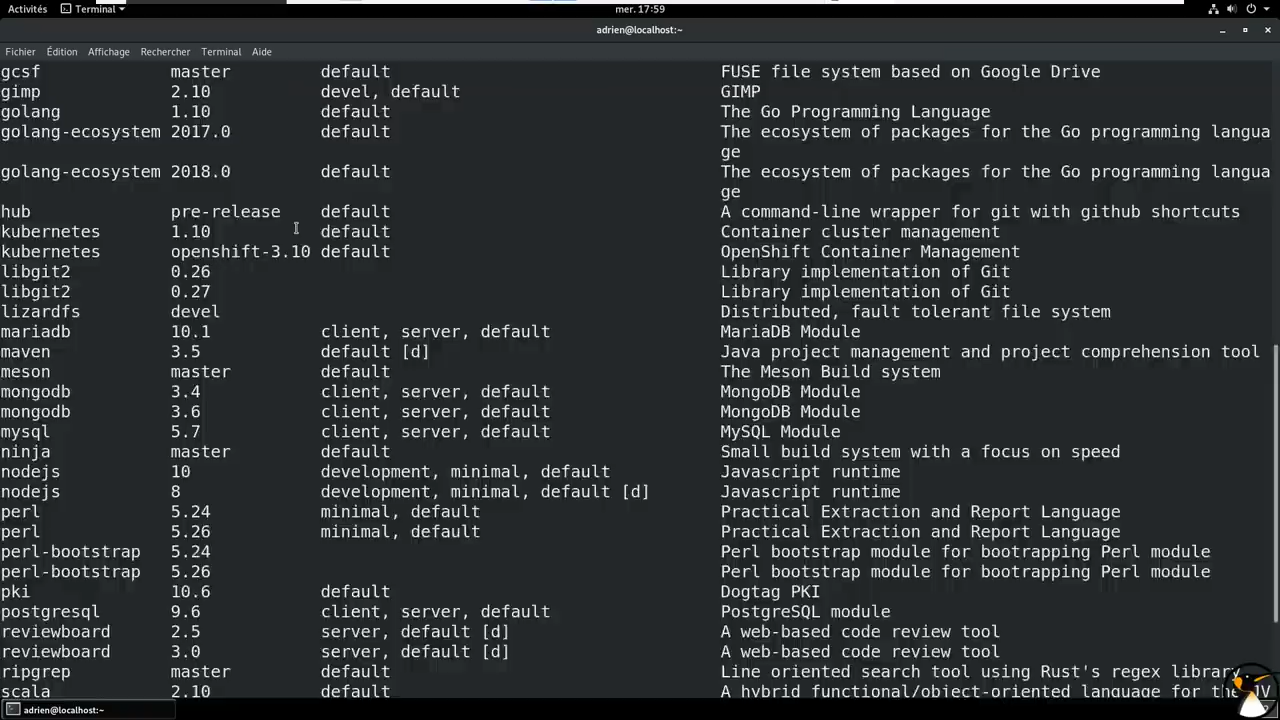 Activités Terminal mer. 17:59
adrien@localhost:~
Fichier Édition Affichage Rechercher Terminal Aide
gcsf master default FUSE file system based on Google Drive
gimp 2.10 devel, default GIMP
golang 1.10 default The Go Programming Language
golang-ecosystem 2017.0 default The ecosystem of packages for the Go programming langua
ge
golang-ecosystem 2018.0 default The ecosystem of packages for the Go programming langua
ge
hub pre-release default A command-line wrapper for git with github shortcuts
kubernetes 1.10 default Container cluster management
kubernetes openshift-3.10 default OpenShift Container Management
libgit2 0.26 Library implementation of Git
libgit2 0.27 Library implementation of Git
lizardfs devel Distributed, fault tolerant file system
mariadb 10.1 client, server, default MariaDB Module
maven 3.5 default [d] Java project management and project comprehension tool
meson master default The Meson Build system
mongodb 3.4 client, server, default MongoDB Module
mongodb 3.6 client, server, default MongoDB Module
mysql 5.7 client, server, default MySQL Module
ninja master default Small build system with a focus on speed
nodejs 10 development, minimal, default Javascript runtime
nodejs 8 development, minimal, default [d] Javascript runtime
perl 5.24 minimal, default Practical Extraction and Report Language
perl 5.26 minimal, default Practical Extraction and Report Language
perl-bootstrap 5.24 Perl bootstrap module for bootrapping Perl module
perl-bootstrap 5.26 Perl bootstrap module for bootrapping Perl module
pki 10.6 default Dogtag PKI
postgresql 9.6 client, server, default PostgreSQL module
reviewboard 2.5 server, default [d] A web-based code review tool
reviewboard 3.0 server, default [d] A web-based code review tool
ripgrep master default Line oriented search tool using Rust's regex library
scala 2.10 default A hybrid functional/object-oriented language for the
adrien@localhost:~